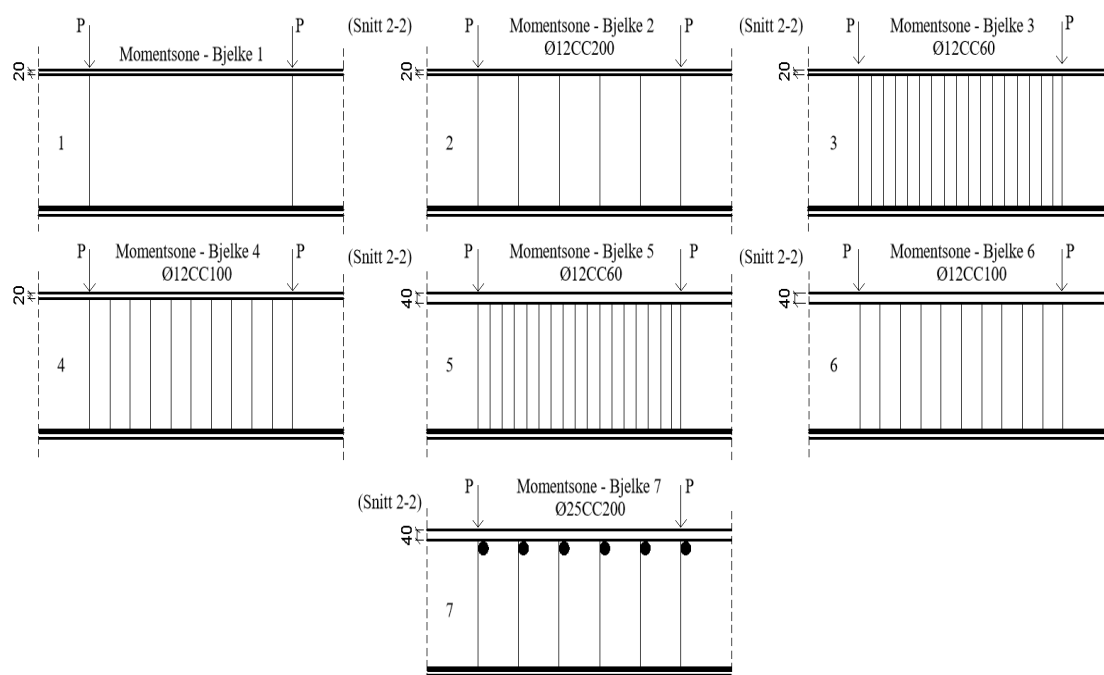 P P (Snitt 2-2) P P (Snitt 2-2) P P
Momentsone - Bjelke 1
Momentsone - Bjelke 2
Ø12CC200
Momentsone - Bjelke 3
Ø12CC60
20 20 20
1 2 3
P P (Snitt 2-2) P P (Snitt 2-2) P P
Momentsone - Bjelke 4
Ø12CC100
Momentsone - Bjelke 5
Ø12CC60
Momentsone - Bjelke 6
Ø12CC100
20 40 40
4 5 6
(Snitt 2-2) P P
Momentsone - Bjelke 7
Ø25CC200
40
7